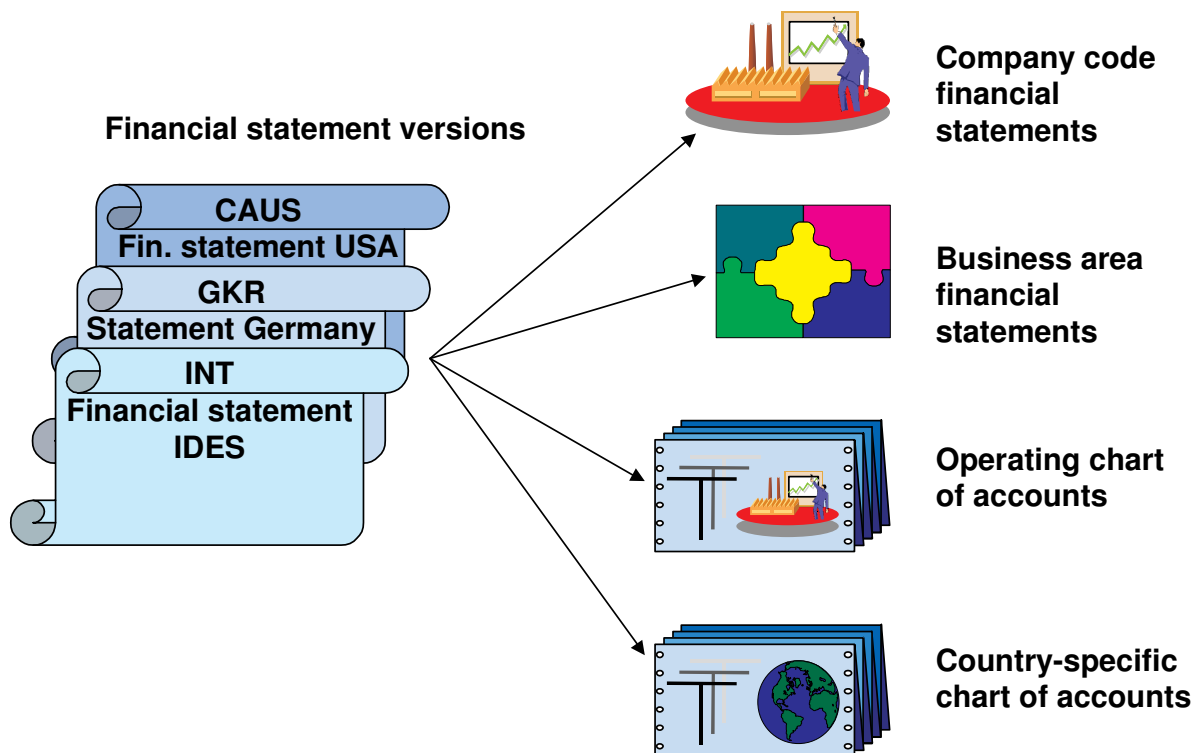 Financial statement versions
CAUS
Fin. statement USA
GKR
Statement Germany
INT
Financial statement
IDES
Company code
financial
statements
Business area
financial
statements
Operating chart
of accounts
Country-specific
chart of accounts